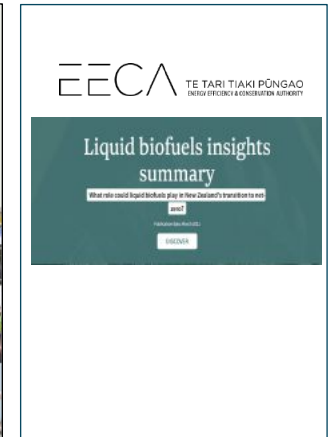 EECA
TE TARI TIAKI PŪNGAO
ENERGY EFFICIENCY & CONSERVATION AUTHORITY
Liquid biofuels insights
summary
What role could liquid biofuels play in New Zealand's transition to net-
zero?
DISCOVER